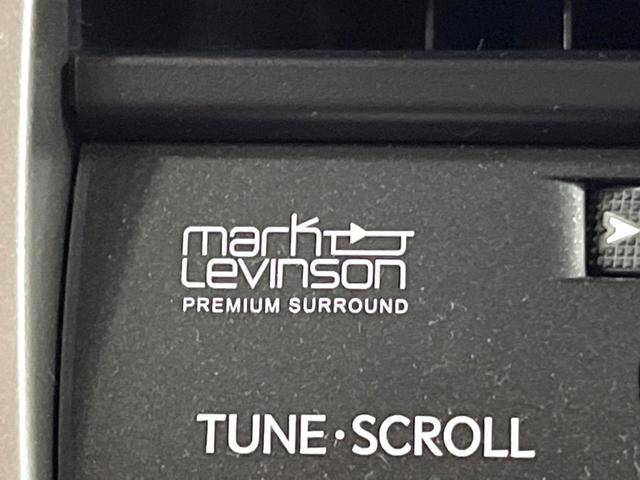 mark
Levinson
PREMIUM SURROUND
TUNE·SCROLL